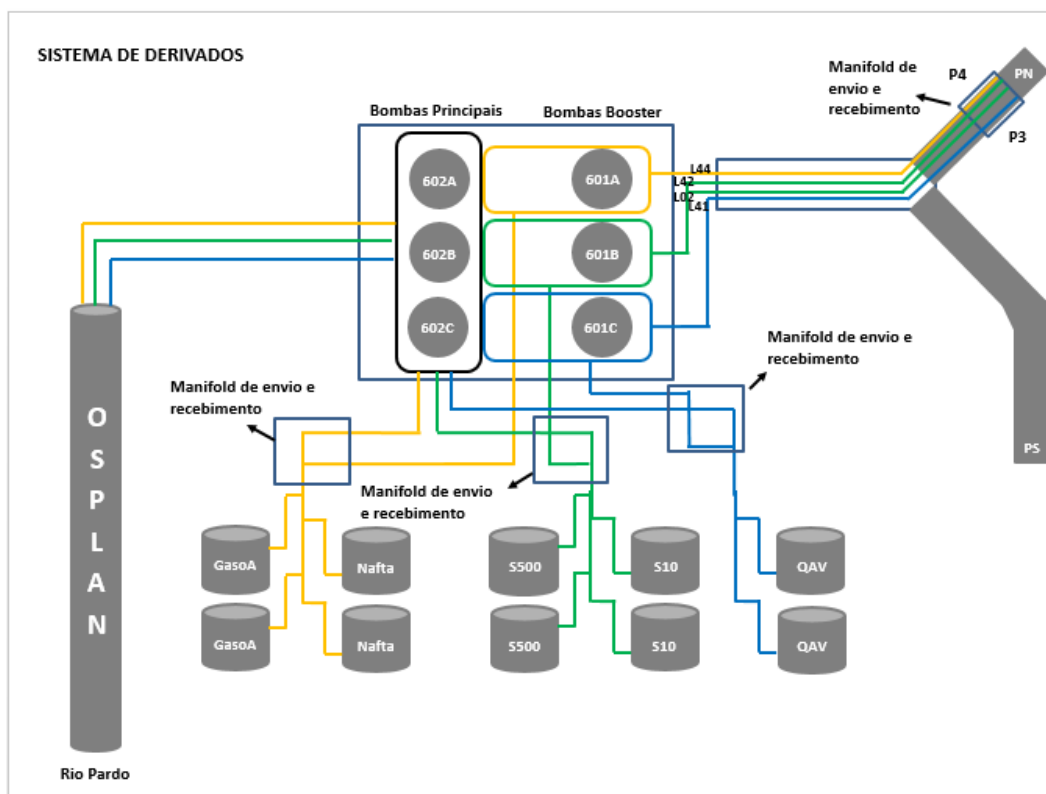 SISTEMA DE DERIVADOS
Manifold de
envio e
recebimento
P4
PN
P3
Bombas Principais
Bombas Booster
602A
601A
602B
601B
602C
601C
L44
L42
L02
L41
Manifold de envio e
recebimento
Manifold de envio e
recebimento
Manifold de envio
e recebimento
PS
OSPLAN
GasoA
Nafta
S500
S10
QAV
GasoA
Nafta
S500
S10
QAV
Rio Pardo